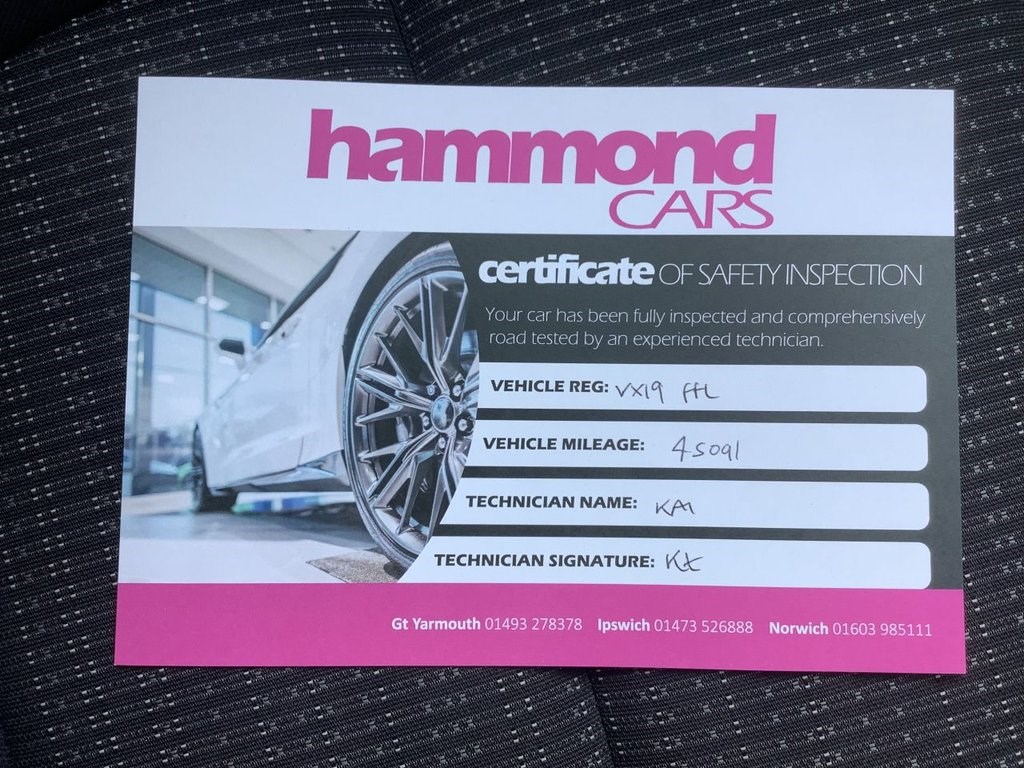 hammond
CARS
certificate OF SAFETY INSPECTION
Your car has been fully inspected and comprehensively
road tested by an experienced technician.
VEHICLE REG: VX19 FFL
VEHICLE MILEAGE: 45091
TECHNICIAN NAME: KAI
TECHNICIAN SIGNATURE:
Gt Yarmouth 01493 278378 Ipswich 01473 526888 Norwich 01603 985111